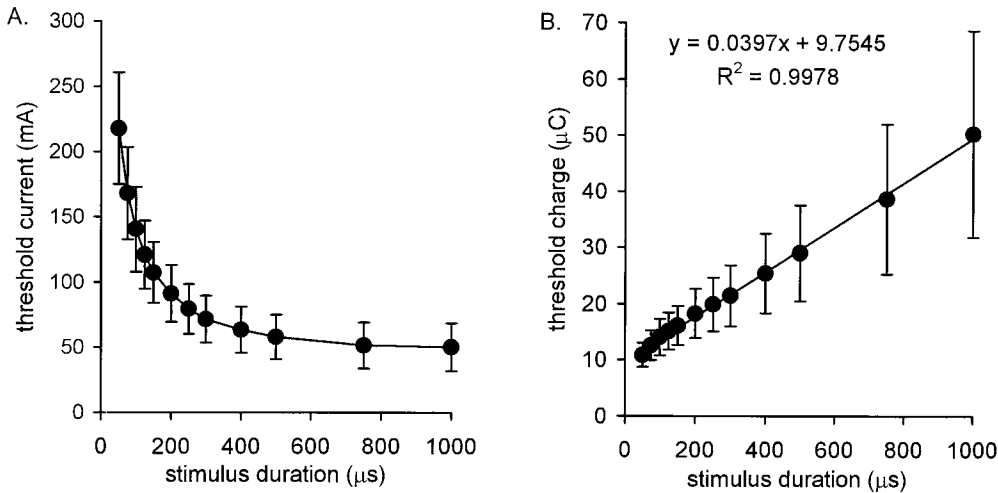 A.
300
250
200
150
100
50
0
threshold current (mA)
0 200 400 600 800 1000
stimulus duration (μs)
B.
y = 0.0397x + 9.7545
R² = 0.9978
70
60
50
40
30
20
10
0
threshold charge (μC)
0 200 400 600 800 1000
stimulus duration (μs)